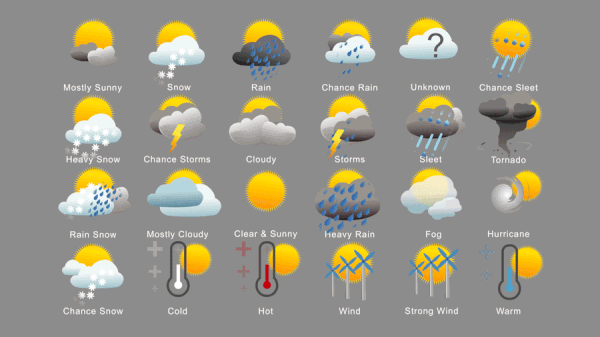 Mostly Sunny
Snow
Rain
Chance Rain
?
Unknown
Chance Sleet
Heavy Snow
Chance Storms
Cloudy
Storms
Sleet
Tornado
Rain Snow
Mostly Cloudy
Clear & Sunny
Heavy Rain
Fog
Hurricane
Chance Snow
Cold
Hot
Wind
Strong Wind
Warm